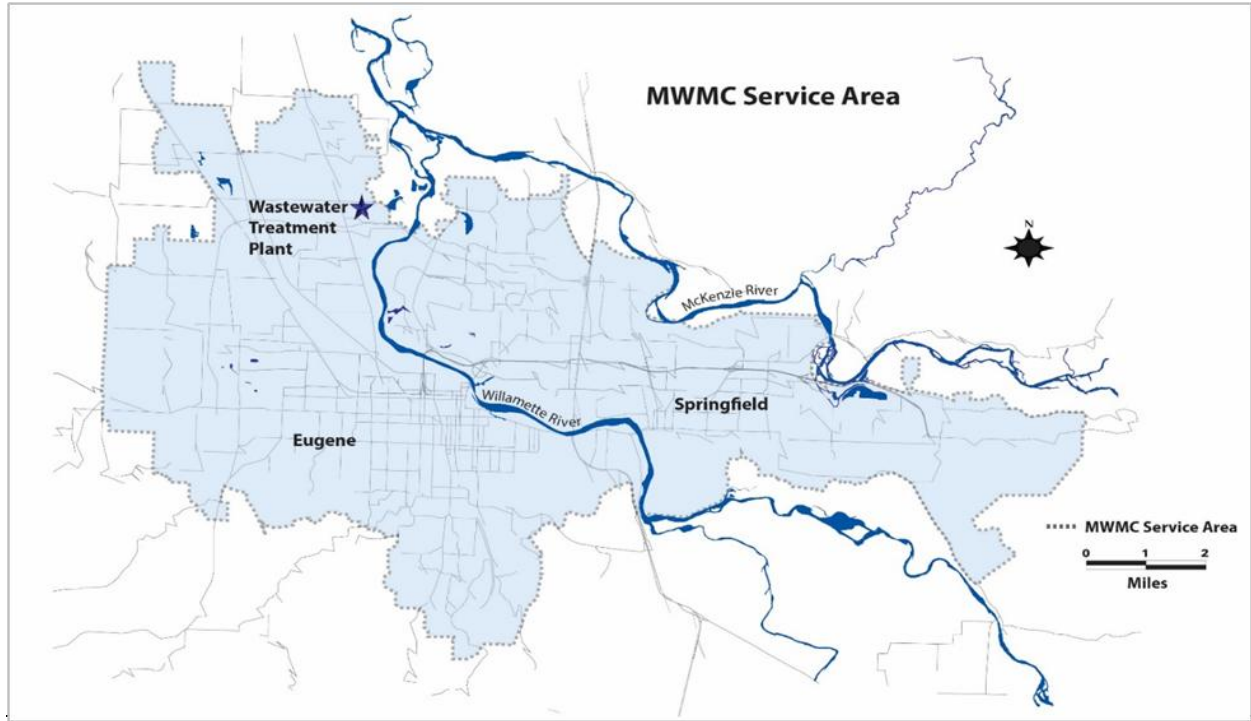 MWMC Service Area
Wastewater
Treatment
Plant
N
McKenzie River
Willamette River
Springfield
Eugene
MWMC Service Area
0 1 2
Miles